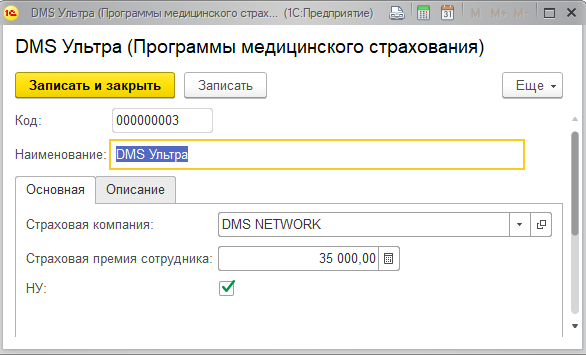 DMS Ультра (Программы медицинского страх... (1С:Предприятие)
M M+ M-
DMS Ультра (Программы медицинского страхования)
Записать и закрыть
Записать
Еще
Код: 000000003
Наименование: DMS Ультра
Основная
Описание
Страховая компания: DMS NETWORK
Страховая премия сотрудника: 35 000,00
НУ: